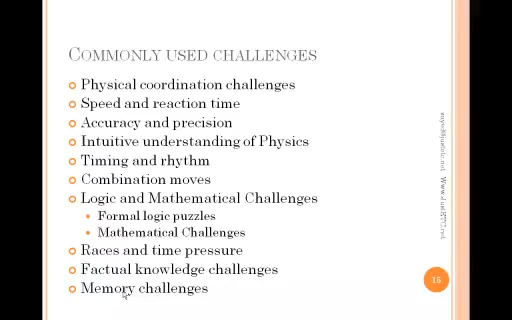 COMMONLY USED CHALLENGES
Physical coordination challenges
Speed and reaction time
Accuracy and precision
Intuitive understanding of Physics
Timing and rhythm
Combination moves
Logic and Mathematical Challenges
Formal logic puzzles
Mathematical Challenges
Races and time pressure
Factual knowledge challenges
Memory challenges
15